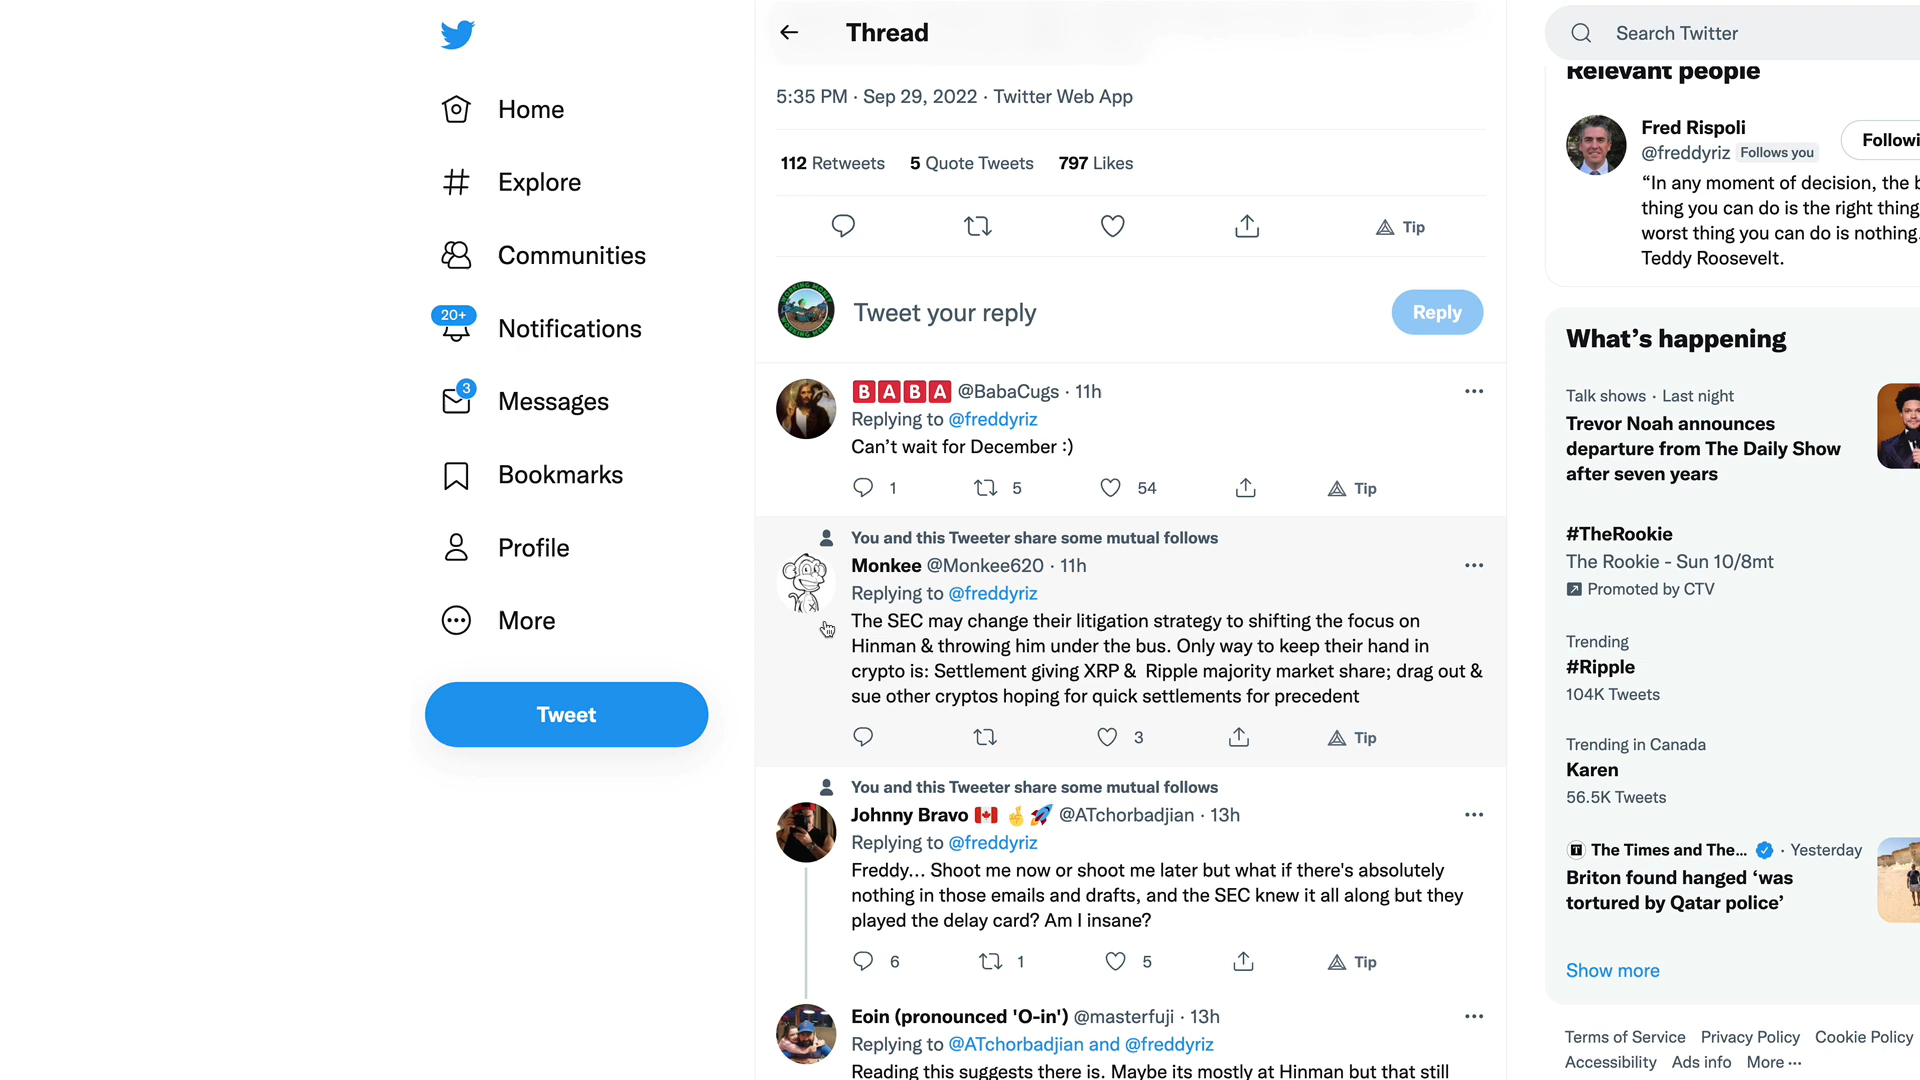 Home
Explore
Communities
20+
Notifications
3
Messages
Bookmarks
Profile
More
Tweet
Thread
5:35 PM · Sep 29, 2022 · Twitter Web App
112 Retweets 5 Quote Tweets 797 Likes
Tip
Tweet your reply
Reply
BABA @BabaCugs · 11h
Replying to @freddyriz
Can’t wait for December :)
1 5 54 Tip
You and this Tweeter share some mutual follows
Monkee @Monkee620 · 11h
Replying to @freddyriz
The SEC may change their litigation strategy to shifting the focus on
Hinman & throwing him under the bus. Only way to keep their hand in
crypto is: Settlement giving XRP & Ripple majority market share; drag out &
sue other cryptos hoping for quick settlements for precedent
3 Tip
You and this Tweeter share some mutual follows
Johnny Bravo 🇨🇦 🤞🚀 @ATchorbadjian · 13h
Replying to @freddyriz
Freddy... Shoot me now or shoot me later but what if there's absolutely
nothing in those emails and drafts, and the SEC knew it all along but they
played the delay card? Am I insane?
6 1 5 Tip
Eoin (pronounced 'O-in') @masterfuji · 13h
Replying to @ATchorbadjian and @freddyriz
Reading this suggests there is. Maybe its mostly at Hinman but that still
Search Twitter
Relevant people
Fred Rispoli
@freddyriz Follows you
Followi
“In any moment of decision, the b
thing you can do is the right thing
worst thing you can do is nothing.
Teddy Roosevelt.
What’s happening
Talk shows · Last night
Trevor Noah announces
departure from The Daily Show
after seven years
#TheRookie
The Rookie - Sun 10/8mt
Promoted by CTV
Trending
#Ripple
104K Tweets
Trending in Canada
Karen
56.5K Tweets
The Times and The... · Yesterday
Briton found hanged ‘was
tortured by Qatar police’
Show more
Terms of Service Privacy Policy Cookie Policy
Accessibility Ads info More ···